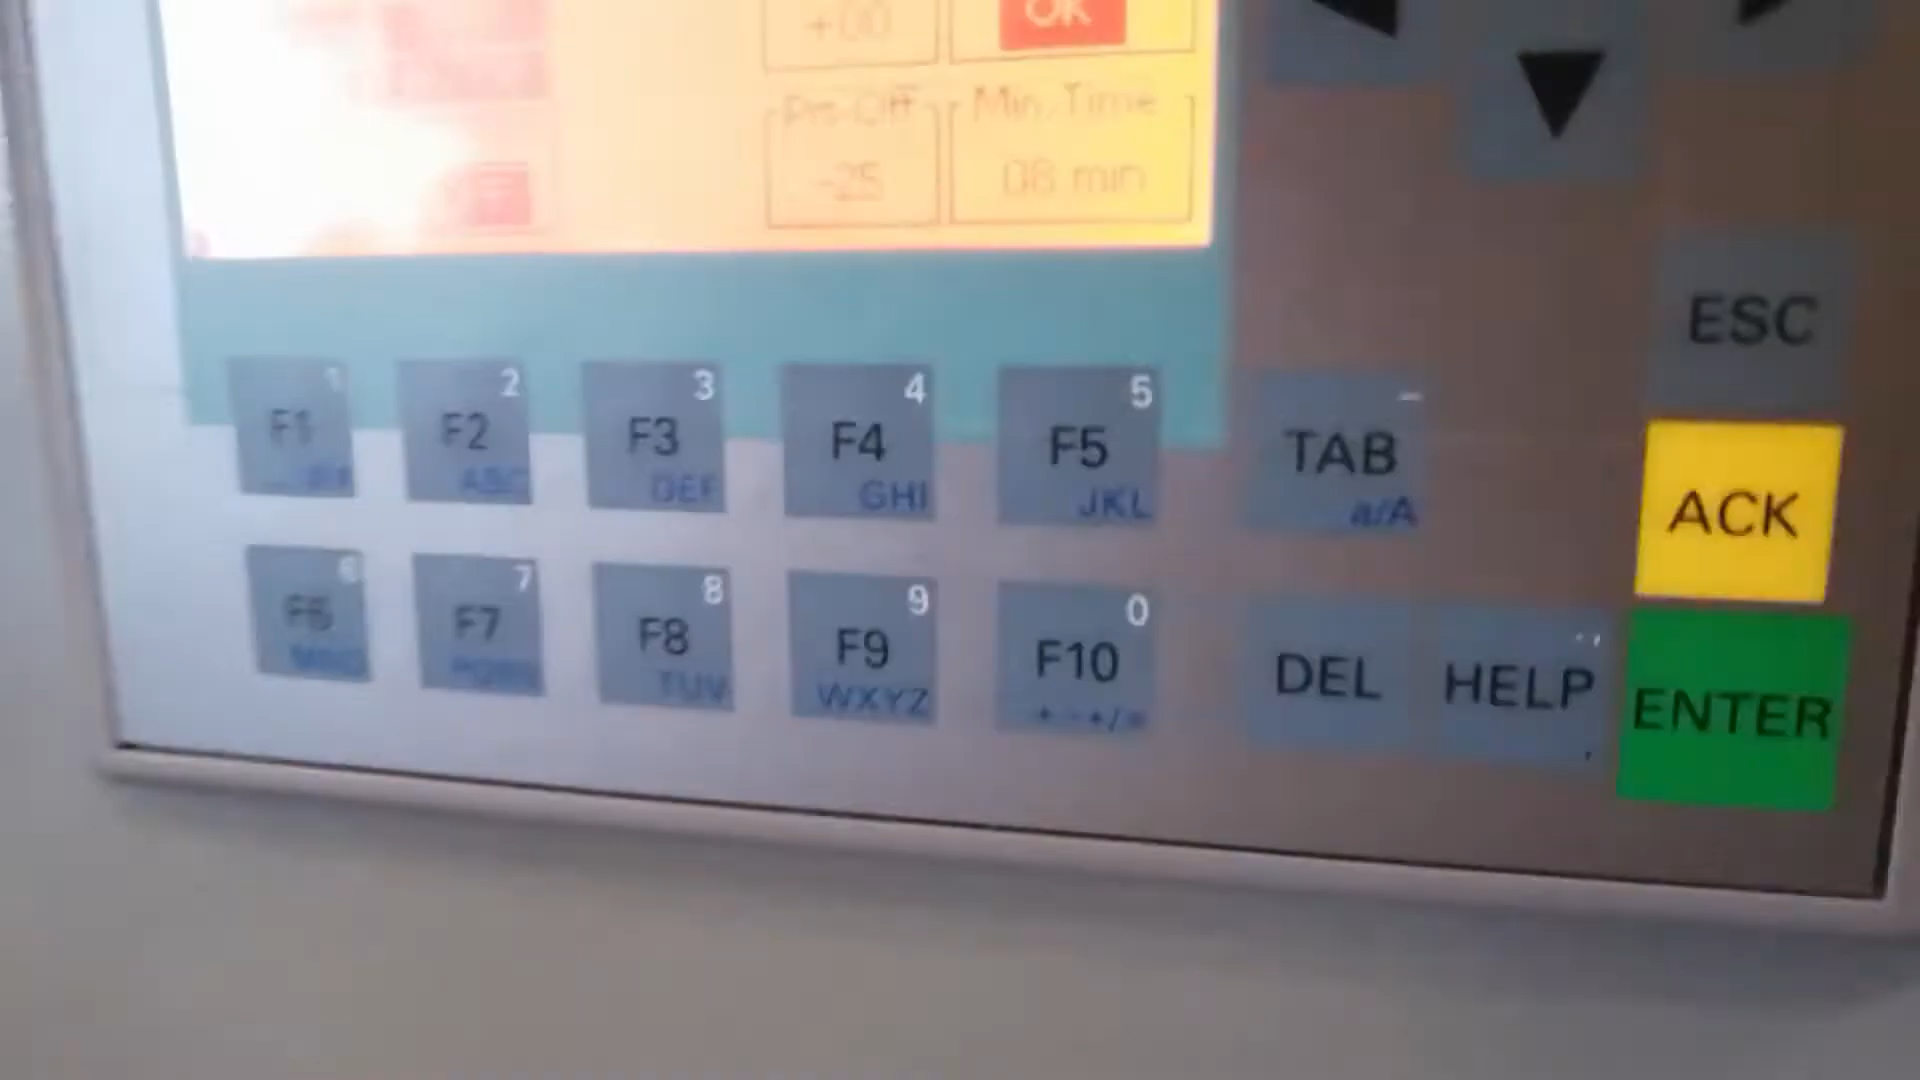 +00
OK
Min. Time
-25
08 min
ESC
1
F1
2
F2
ABC
3
F3
DEF
4
F4
GHI
5
F5
JKL
TAB
a/A
ACK
6
F6
7
F7
8
F8
TUV
9
F9
WXYZ
0
F10
DEL
HELP
ENTER